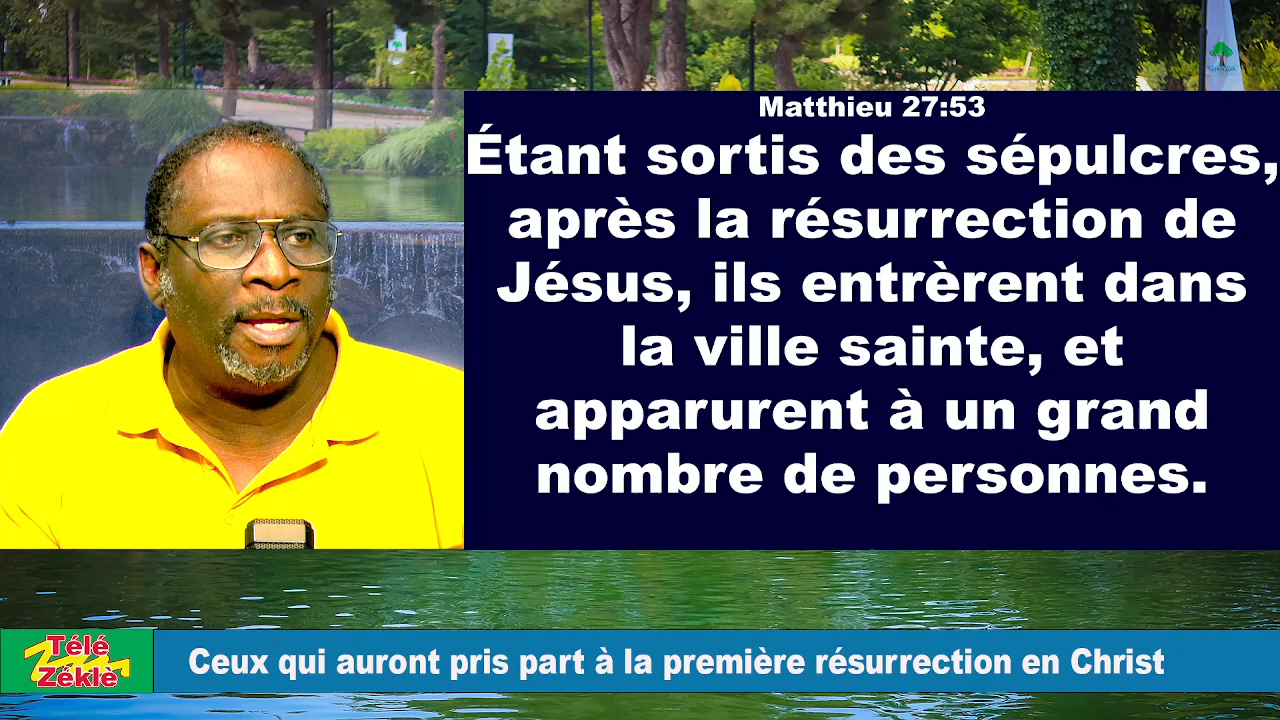 Matthieu 27:53
Étant sortis des sépulcres,
après la résurrection de
Jésus, ils entrèrent dans
la ville sainte, et
apparurent à un grand
nombre de personnes.
Télé
Zéklè
Ceux qui auront pris part à la première résurrection en Christ